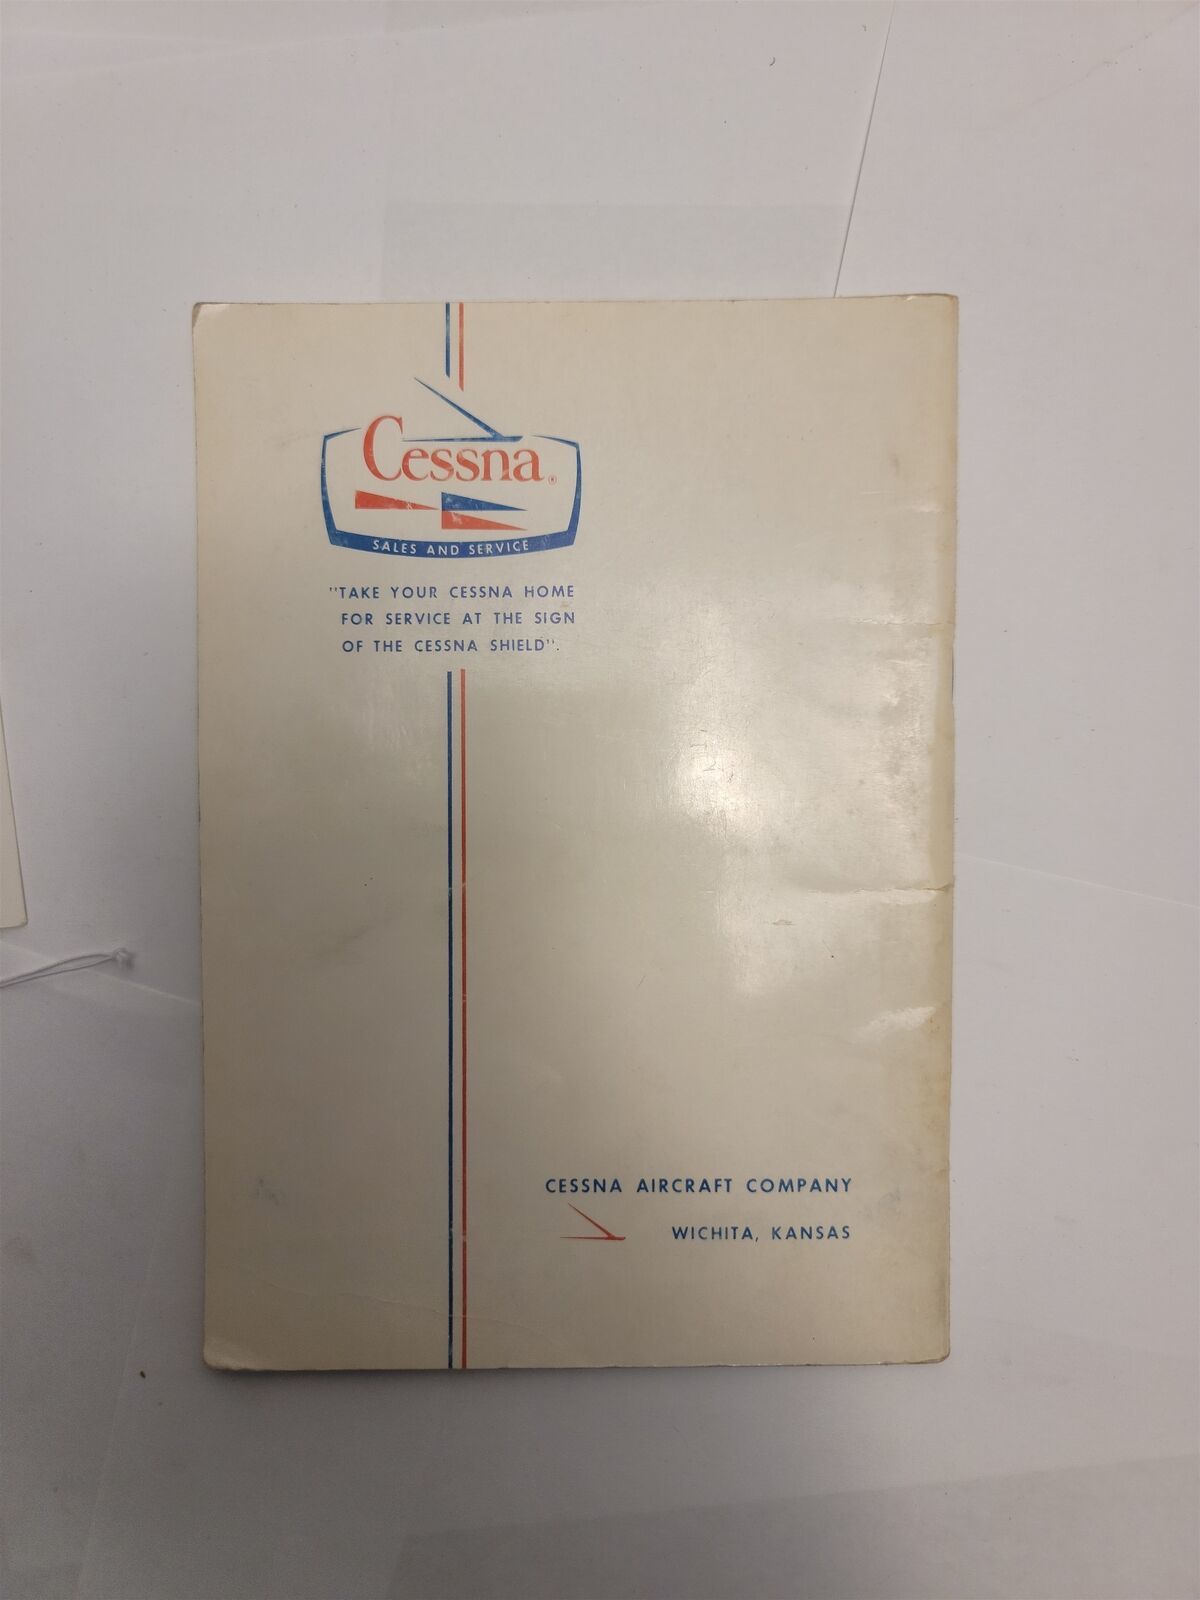 Cessna®
SALES AND SERVICE
"TAKE YOUR CESSNA HOME
FOR SERVICE AT THE SIGN
OF THE CESSNA SHIELD".
CESSNA AIRCRAFT COMPANY
WICHITA, KANSAS